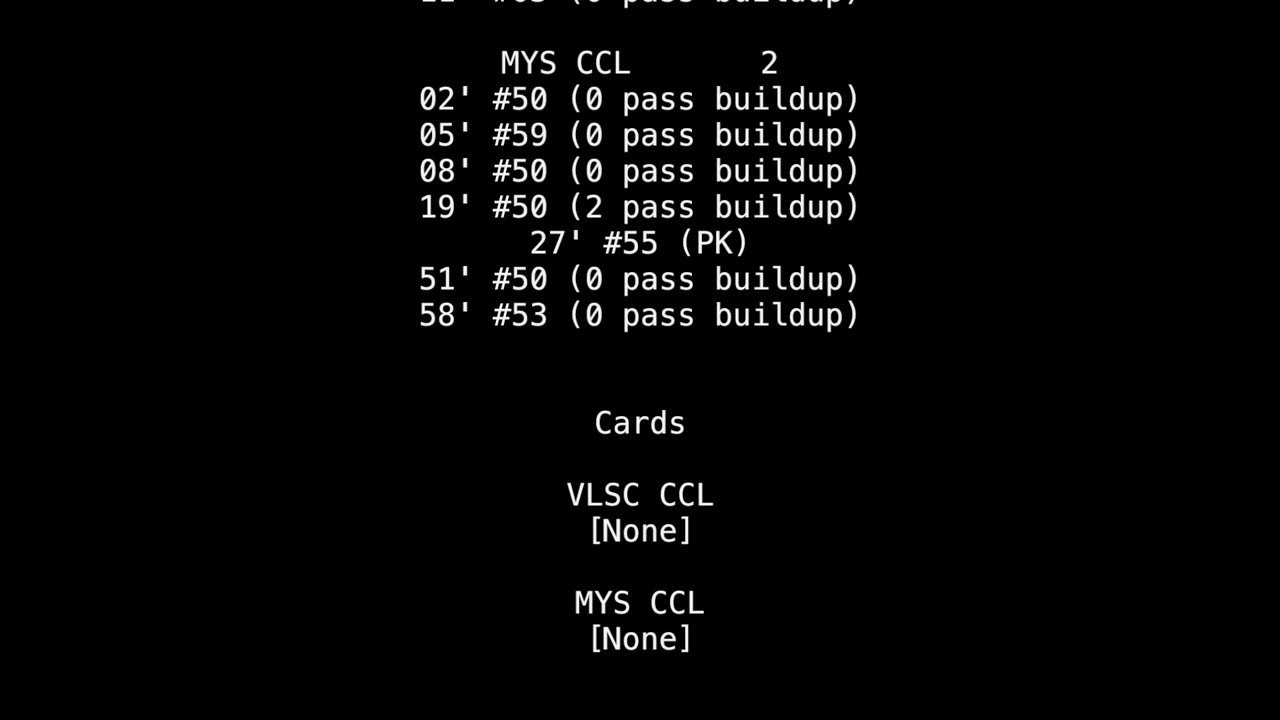 MYS CCL 2
02' #50 (0 pass buildup)
05' #59 (0 pass buildup)
08' #50 (0 pass buildup)
19' #50 (2 pass buildup)
27' #55 (PK)
51' #50 (0 pass buildup)
58' #53 (0 pass buildup)
Cards
VLSC CCL
[None]
MYS CCL
[None]